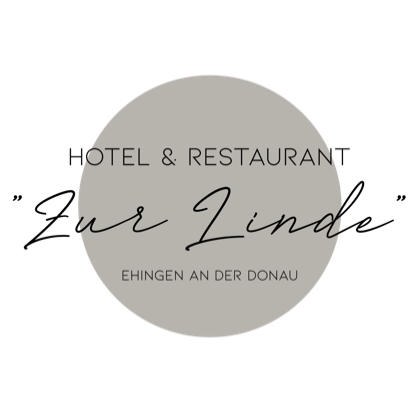 HOTEL & RESTAURANT
"Zur Linde"
EHINGEN AN DER DONAU